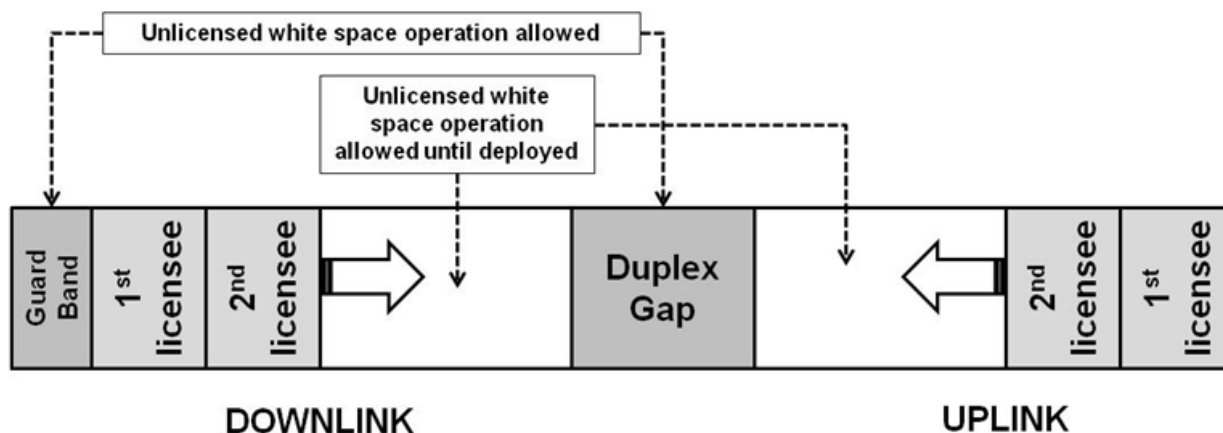 Unlicensed white space operation allowed
Unlicensed white
space operation
allowed until deployed
Guard
Band
1st
licensee
2nd
licensee
Duplex
Gap
2nd
licensee
1st
licensee
DOWNLINK
UPLINK